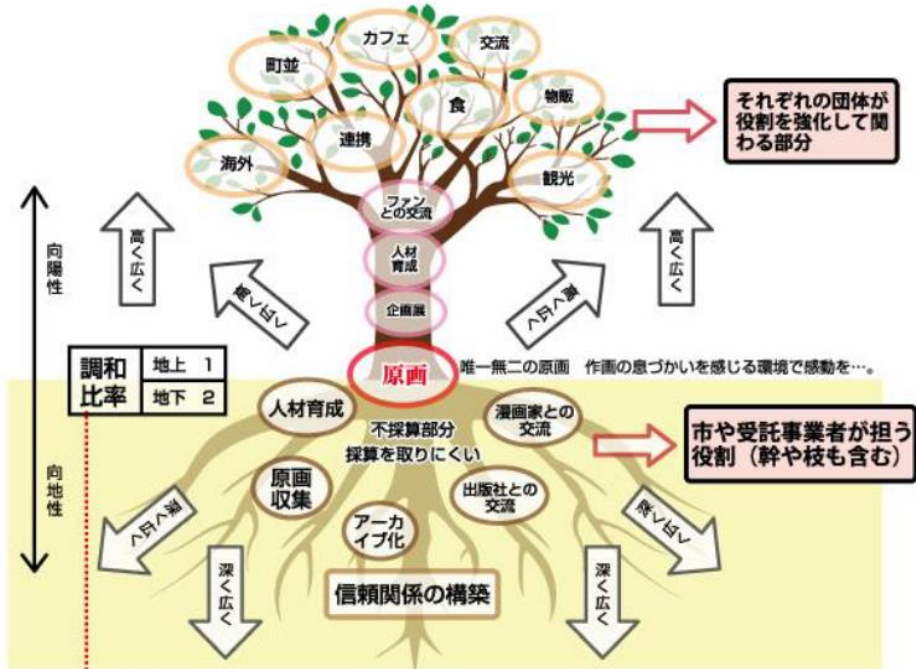 カフェ
交流
町並
食
物販
連携
海外
観光
それぞれの団体が
役割を強化して関
わる部分
ファン
との交流
人材
育成
企画展
原画
高く広く
高く広く
高く広く
高く広く
向陽性
調和
比率
地上 1
地下 2
唯一無二の原画 作画の息づかいを感じる環境で感動を…。
人材育成
漫画家との
交流
不採算部分
採算を取りにくい
市や受託事業者が担う
役割（幹や枝も含む）
原画
収集
出版社との
交流
アーカ
イブ化
信頼関係の構築
向地性
深く広く
深く広く
深く広く
深く広く